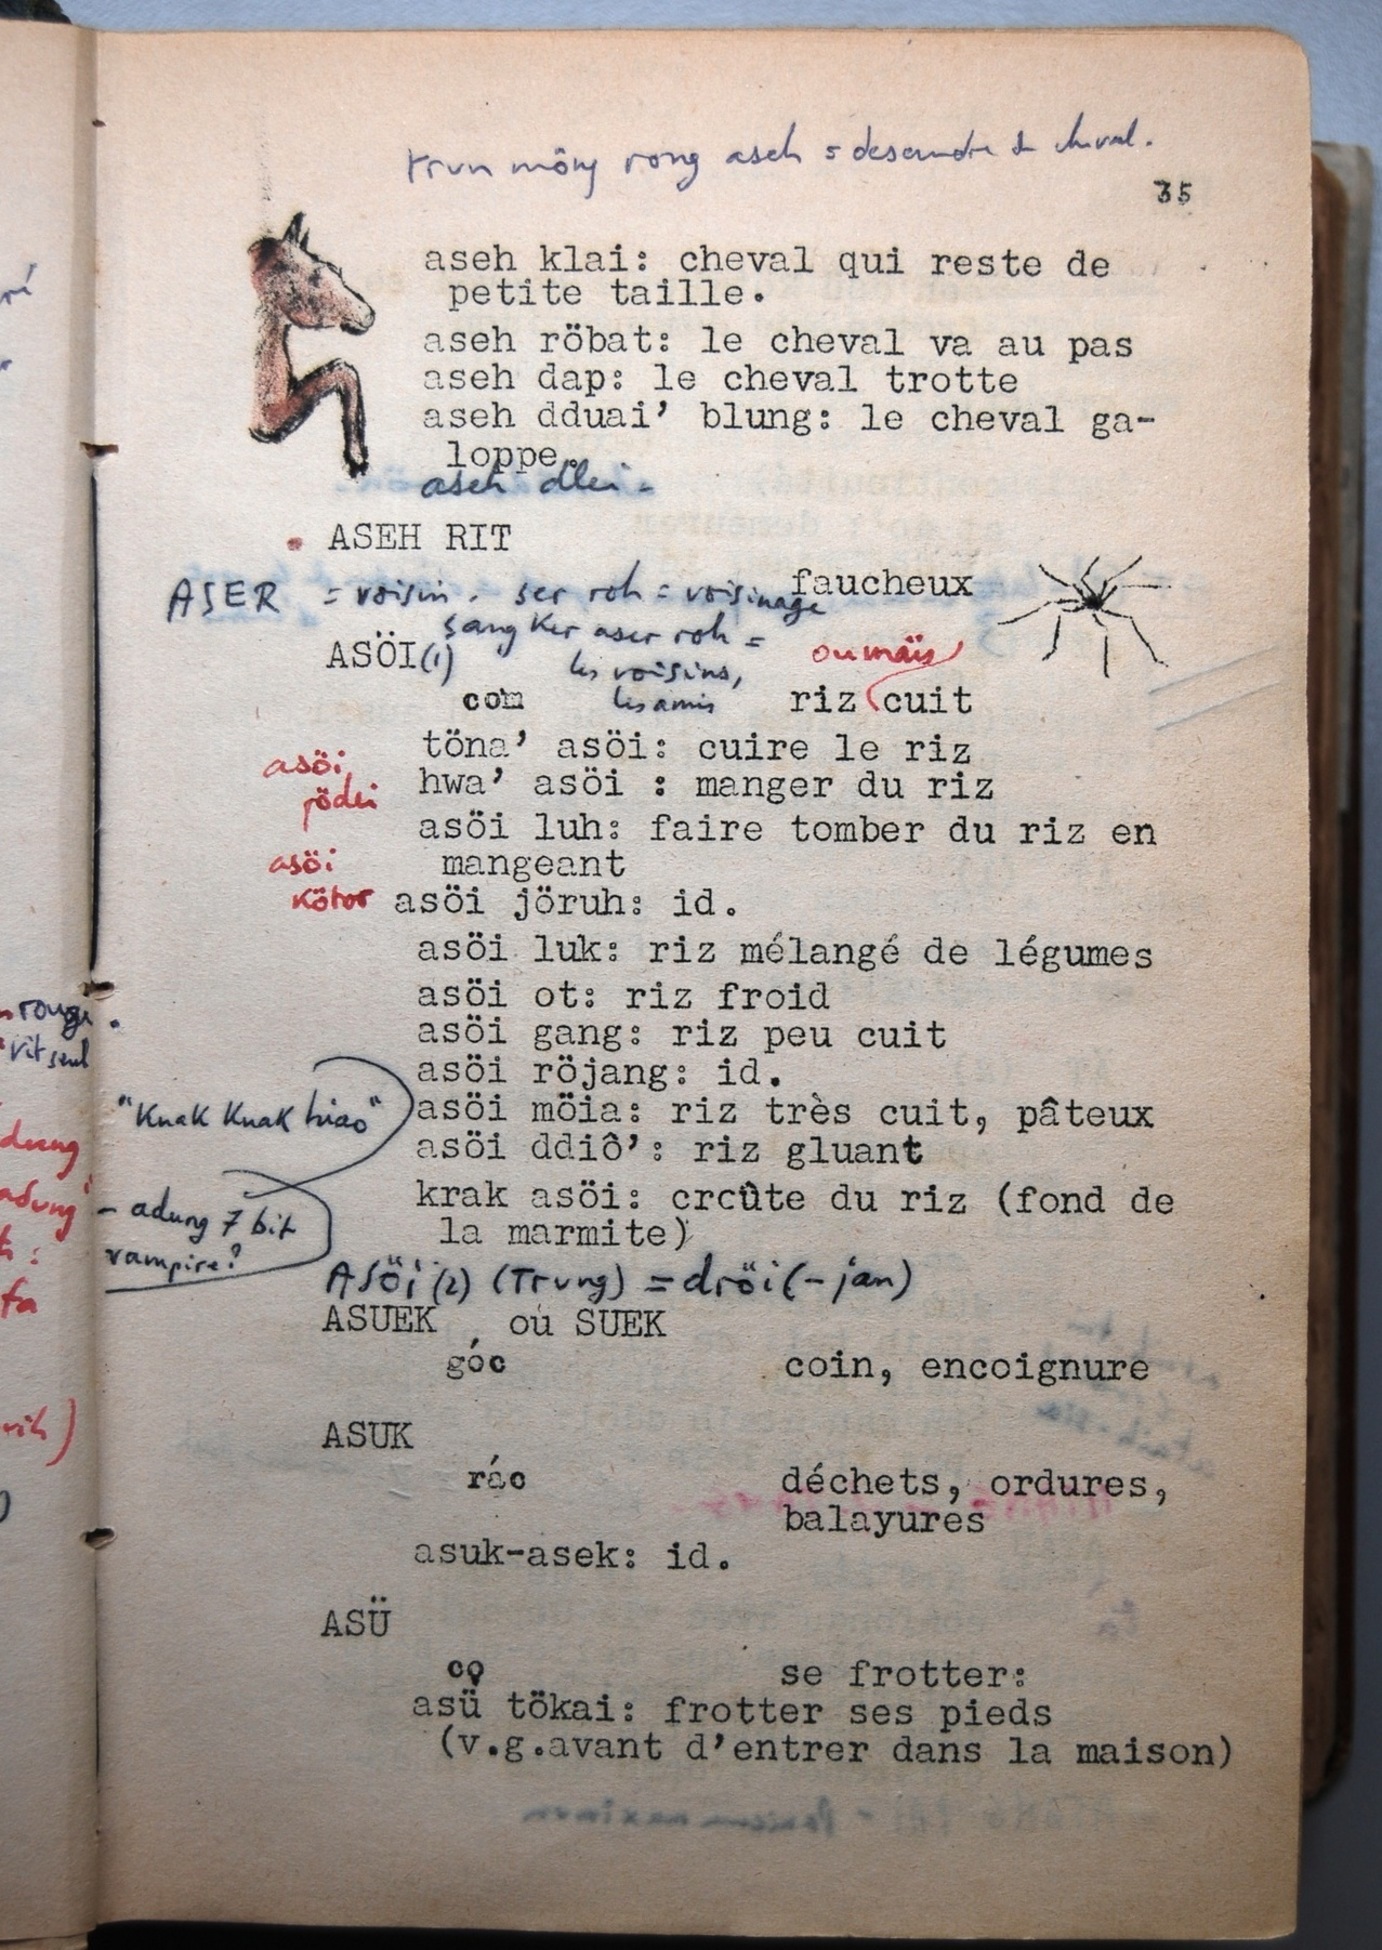 trun möng rong aseh = descendre de cheval.
35
aseh klai: cheval qui reste de
petite taille.
aseh röbat: le cheval va au pas
aseh dap: le cheval trotte
aseh dduai’ blung: le cheval ga-
loppe.
aseh dlei -
ASEH RIT
faucheux
ASER = voisin. ser roh = voisinage
sang Ker aser roh =
les voisins,
les amis
ASÖI (1)
ou maïs
com riz cuit
töna’ asöi: cuire le riz
asöi jödei
hwa’ asöi : manger du riz
asöi luh: faire tomber du riz en
mangeant
asöi kötor
asöi jöruh: id.
asöi luk: riz mélangé de légumes
asöi ot: riz froid
rouge.
asöi gang: riz peu cuit
rit seul
asöi röjang: id.
"Knak Knak hiao"
asöi möia: riz très cuit, pâteux
asöi ddiô’: riz gluant
adung
- adung 7 bit
vampire?
krak asöi: crcûte du riz (fond de
la marmite)
ASÖi (2) (Trung) = dröi (- jan)
ASUEK ou SUEK
góc coin, encoignure
ASUK
rác déchets, ordures,
balayures
asuk-asek: id.
ASÜ
cọ se frotter:
asü tökai: frotter ses pieds
(v.g.avant d’entrer dans la maison)